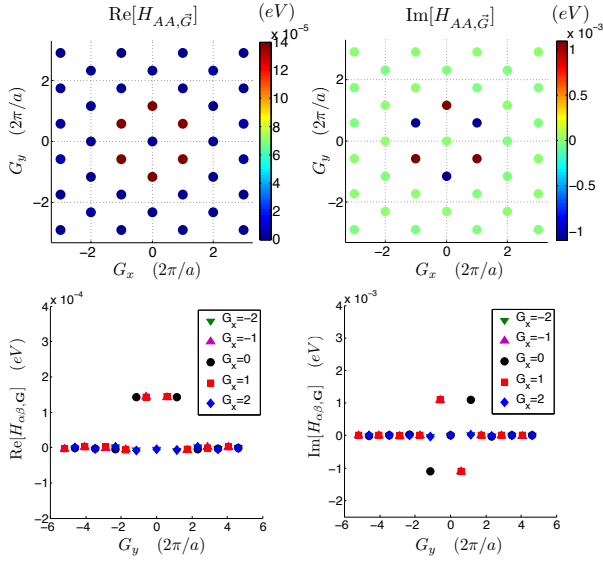 Re[H_{AA,\vec{G}}] (eV)
x 10^{-5}
14
12
10
8
6
4
2
0
2
0
−2
G_y (2π/a)
−2 0 2
G_x (2π/a)
Im[H_{AA,\vec{G}}] (eV)
x 10^{-3}
1
0.5
0
−0.5
−1
2
0
−2
G_y (2π/a)
−2 0 2
G_x (2π/a)
x 10^{-4}
4
3
2
1
0
−1
−2
Re[H_{αβ,G}] (eV)
G_x=−2
G_x=−1
G_x=0
G_x=1
G_x=2
−6 −4 −2 0 2 4 6
G_y (2π/a)
x 10^{-3}
3
2
1
0
−1
−2
Im[H_{αβ,G}] (eV)
G_x=−2
G_x=−1
G_x=0
G_x=1
G_x=2
−6 −4 −2 0 2 4 6
G_y (2π/a)